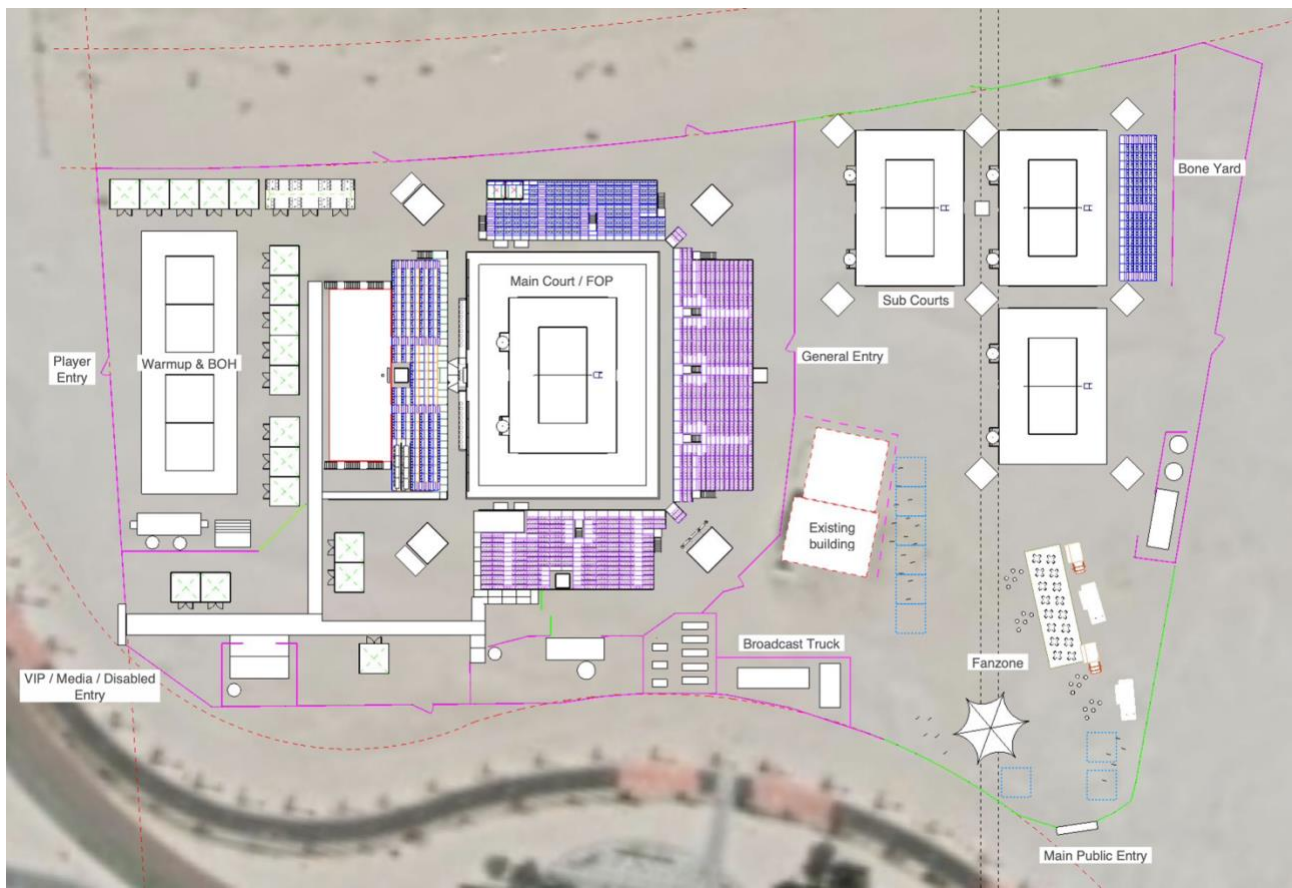 Bone Yard
Main Court / FOP
Sub Courts
Player
Entry
Warmup & BOH
General Entry
Existing
building
Broadcast Truck
Fanzone
VIP / Media / Disabled
Entry
Main Public Entry